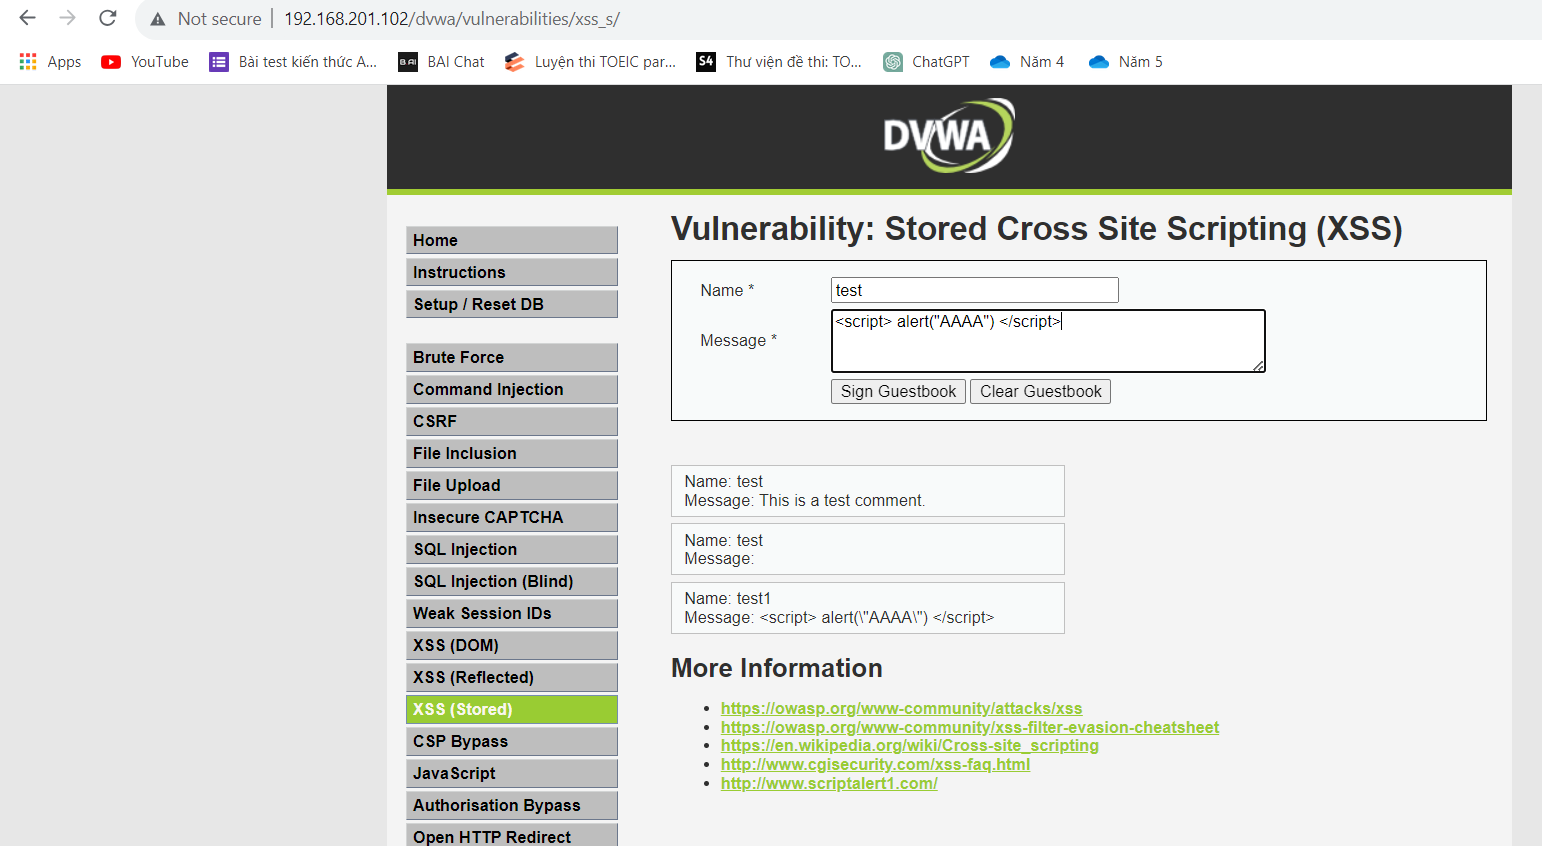 Not secure | 192.168.201.102/dvwa/vulnerabilities/xss_s/
Apps YouTube Bài test kiến thức A... BAI Chat Luyện thi TOEIC par... S4 Thư viện đề thi: TO... ChatGPT Năm 4 Năm 5
DVWA
Home
Instructions
Setup / Reset DB
Brute Force
Command Injection
CSRF
File Inclusion
File Upload
Insecure CAPTCHA
SQL Injection
SQL Injection (Blind)
Weak Session IDs
XSS (DOM)
XSS (Reflected)
XSS (Stored)
CSP Bypass
JavaScript
Authorisation Bypass
Open HTTP Redirect
Vulnerability: Stored Cross Site Scripting (XSS)
Name * test
Message * <script> alert("AAAA") </script>
Sign Guestbook Clear Guestbook
Name: test
Message: This is a test comment.
Name: test
Message:
Name: test1
Message: <script> alert(\"AAAA\") </script>
More Information
https://owasp.org/www-community/attacks/xss
https://owasp.org/www-community/xss-filter-evasion-cheatsheet
https://en.wikipedia.org/wiki/Cross-site_scripting
http://www.cgisecurity.com/xss-faq.html
http://www.scriptalert1.com/